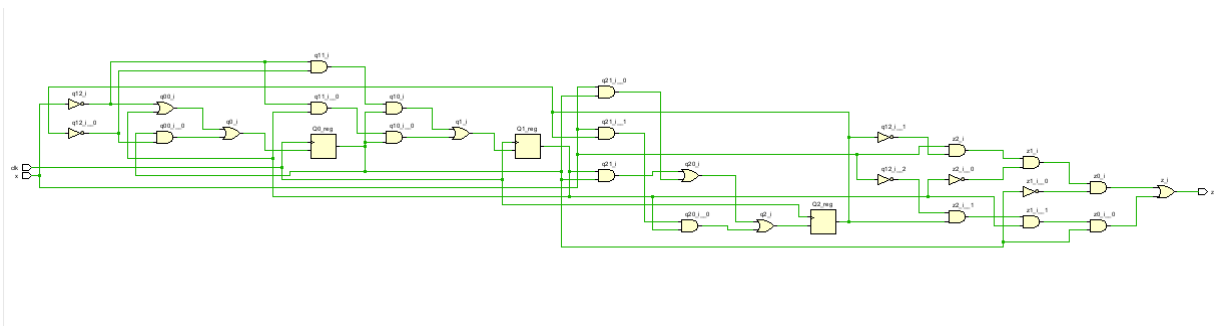 q11_i
q12_i
q00_i
q11_i__0
q10_i
q12_i__0
q00_i__0
q0_i
Q0_reg
q10_i__0
q1_i
Q1_reg
clk
x
q21_i__0
q21_i__1
q21_i
q20_i
q20_i__0
q2_i
Q2_reg
q12_i__1
z2_i
z1_i
q12_i__2
z2_i__0
z1_i__0
z0_i
z_i
z
z2_i__1
z1_i__1
z0_i__0